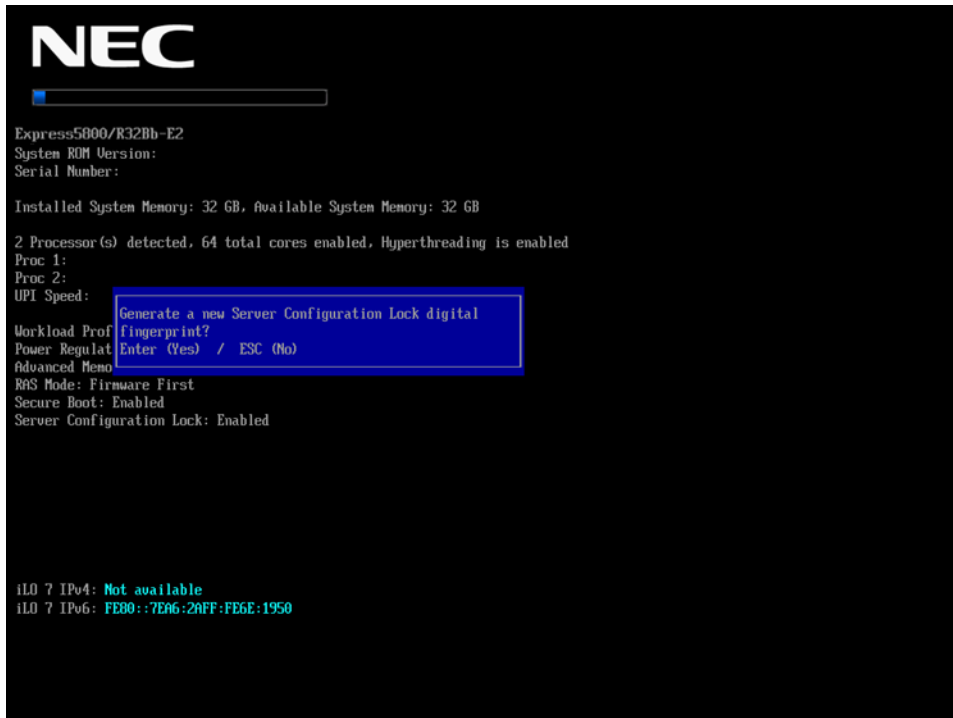 NEC
Express5800/R32Bb-E2
System ROM Version:
Serial Number:
Installed System Memory: 32 GB, Available System Memory: 32 GB
2 Processor(s) detected, 64 total cores enabled, Hyperthreading is enabled
Proc 1:
Proc 2:
UPI Speed:
Generate a new Server Configuration Lock digital
fingerprint?
Enter (Yes) / ESC (No)
Workload Prof
Power Regulat
Advanced Memo
RAS Mode: Firmware First
Secure Boot: Enabled
Server Configuration Lock: Enabled
iLO 7 IPv4: Not available
iLO 7 IPv6: FE80::7EA6:2AFF:FE6E:1950